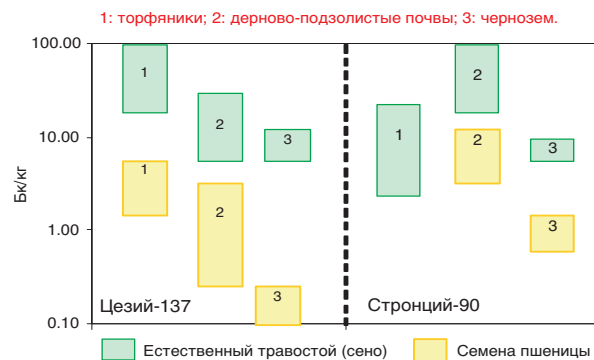 1: торфяники; 2: дерново-подзолистые почвы; 3: чернозем.
100.00
10.00
1.00
0.10
Бк/кг
1
2
3
1
2
3
1
2
3
2
3
Цезий-137
Стронций-90
Естественный травостой (сено)
Семена пшеницы